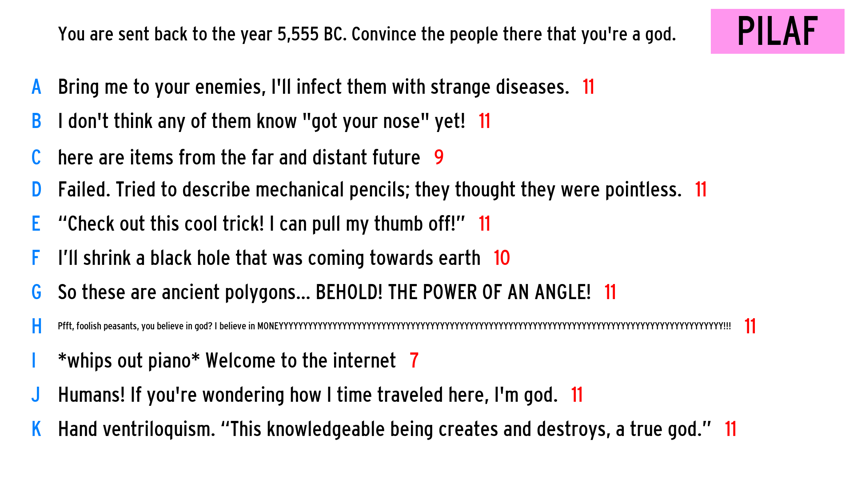 You are sent back to the year 5,555 BC. Convince the people there that you're a god.
PILAF
A Bring me to your enemies, I'll infect them with strange diseases. 11
B I don't think any of them know "got your nose" yet! 11
C here are items from the far and distant future 9
D Failed. Tried to describe mechanical pencils; they thought they were pointless. 11
E “Check out this cool trick! I can pull my thumb off!” 11
F I’ll shrink a black hole that was coming towards earth 10
G So these are ancient polygons... BEHOLD! THE POWER OF AN ANGLE! 11
H Pfft, foolish peasants, you believe in god? I believe in MONEYYYYYYYYYYYYYYYYYYYYYYYYYYYYYYYYYYYYYYYYYYYYYYYYYYYYYYYYYYYYYYYYYYYYYYYYYYYYYYYYYYYYYYYYYYYYYYY!!! 11
I *whips out piano* Welcome to the internet 7
J Humans! If you're wondering how I time traveled here, I'm god. 11
K Hand ventriloquism. “This knowledgeable being creates and destroys, a true god.” 11